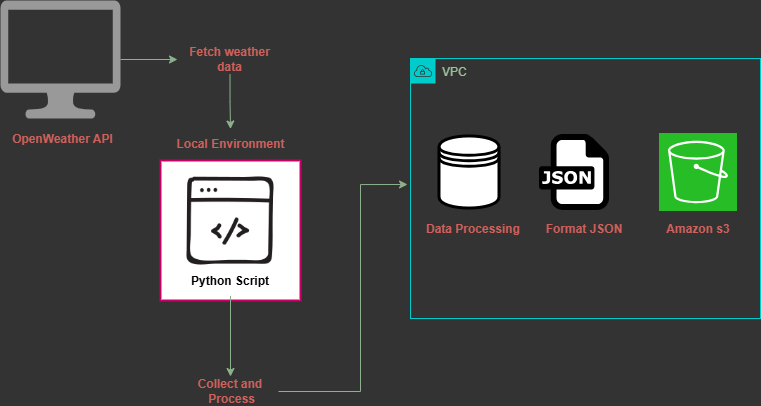 Fetch weather
data
OpenWeather API
Local Environment
</>
Python Script
Collect and
Process
VPC
JSON
Data Processing
Format JSON
Amazon s3